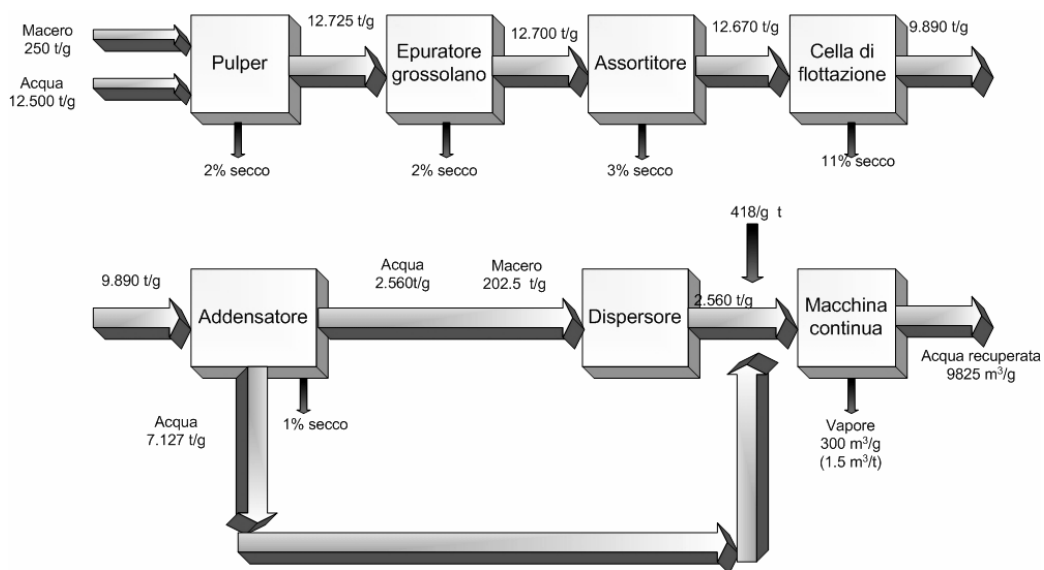 Macero
250 t/g
Acqua
12.500 t/g
Pulper
12.725 t/g
Epuratore
grossolano
12.700 t/g
Assortitore
12.670 t/g
Cella di
flottazione
9.890 t/g
2% secco
2% secco
3% secco
11% secco
418/g t
9.890 t/g
Addensatore
Acqua
2.560t/g
Macero
202.5 t/g
Dispersore
2.560 t/g
Macchina
continua
Acqua recuperata
9825 m³/g
Acqua
7.127 t/g
1% secco
Vapore
300 m³/g
(1.5 m³/t)